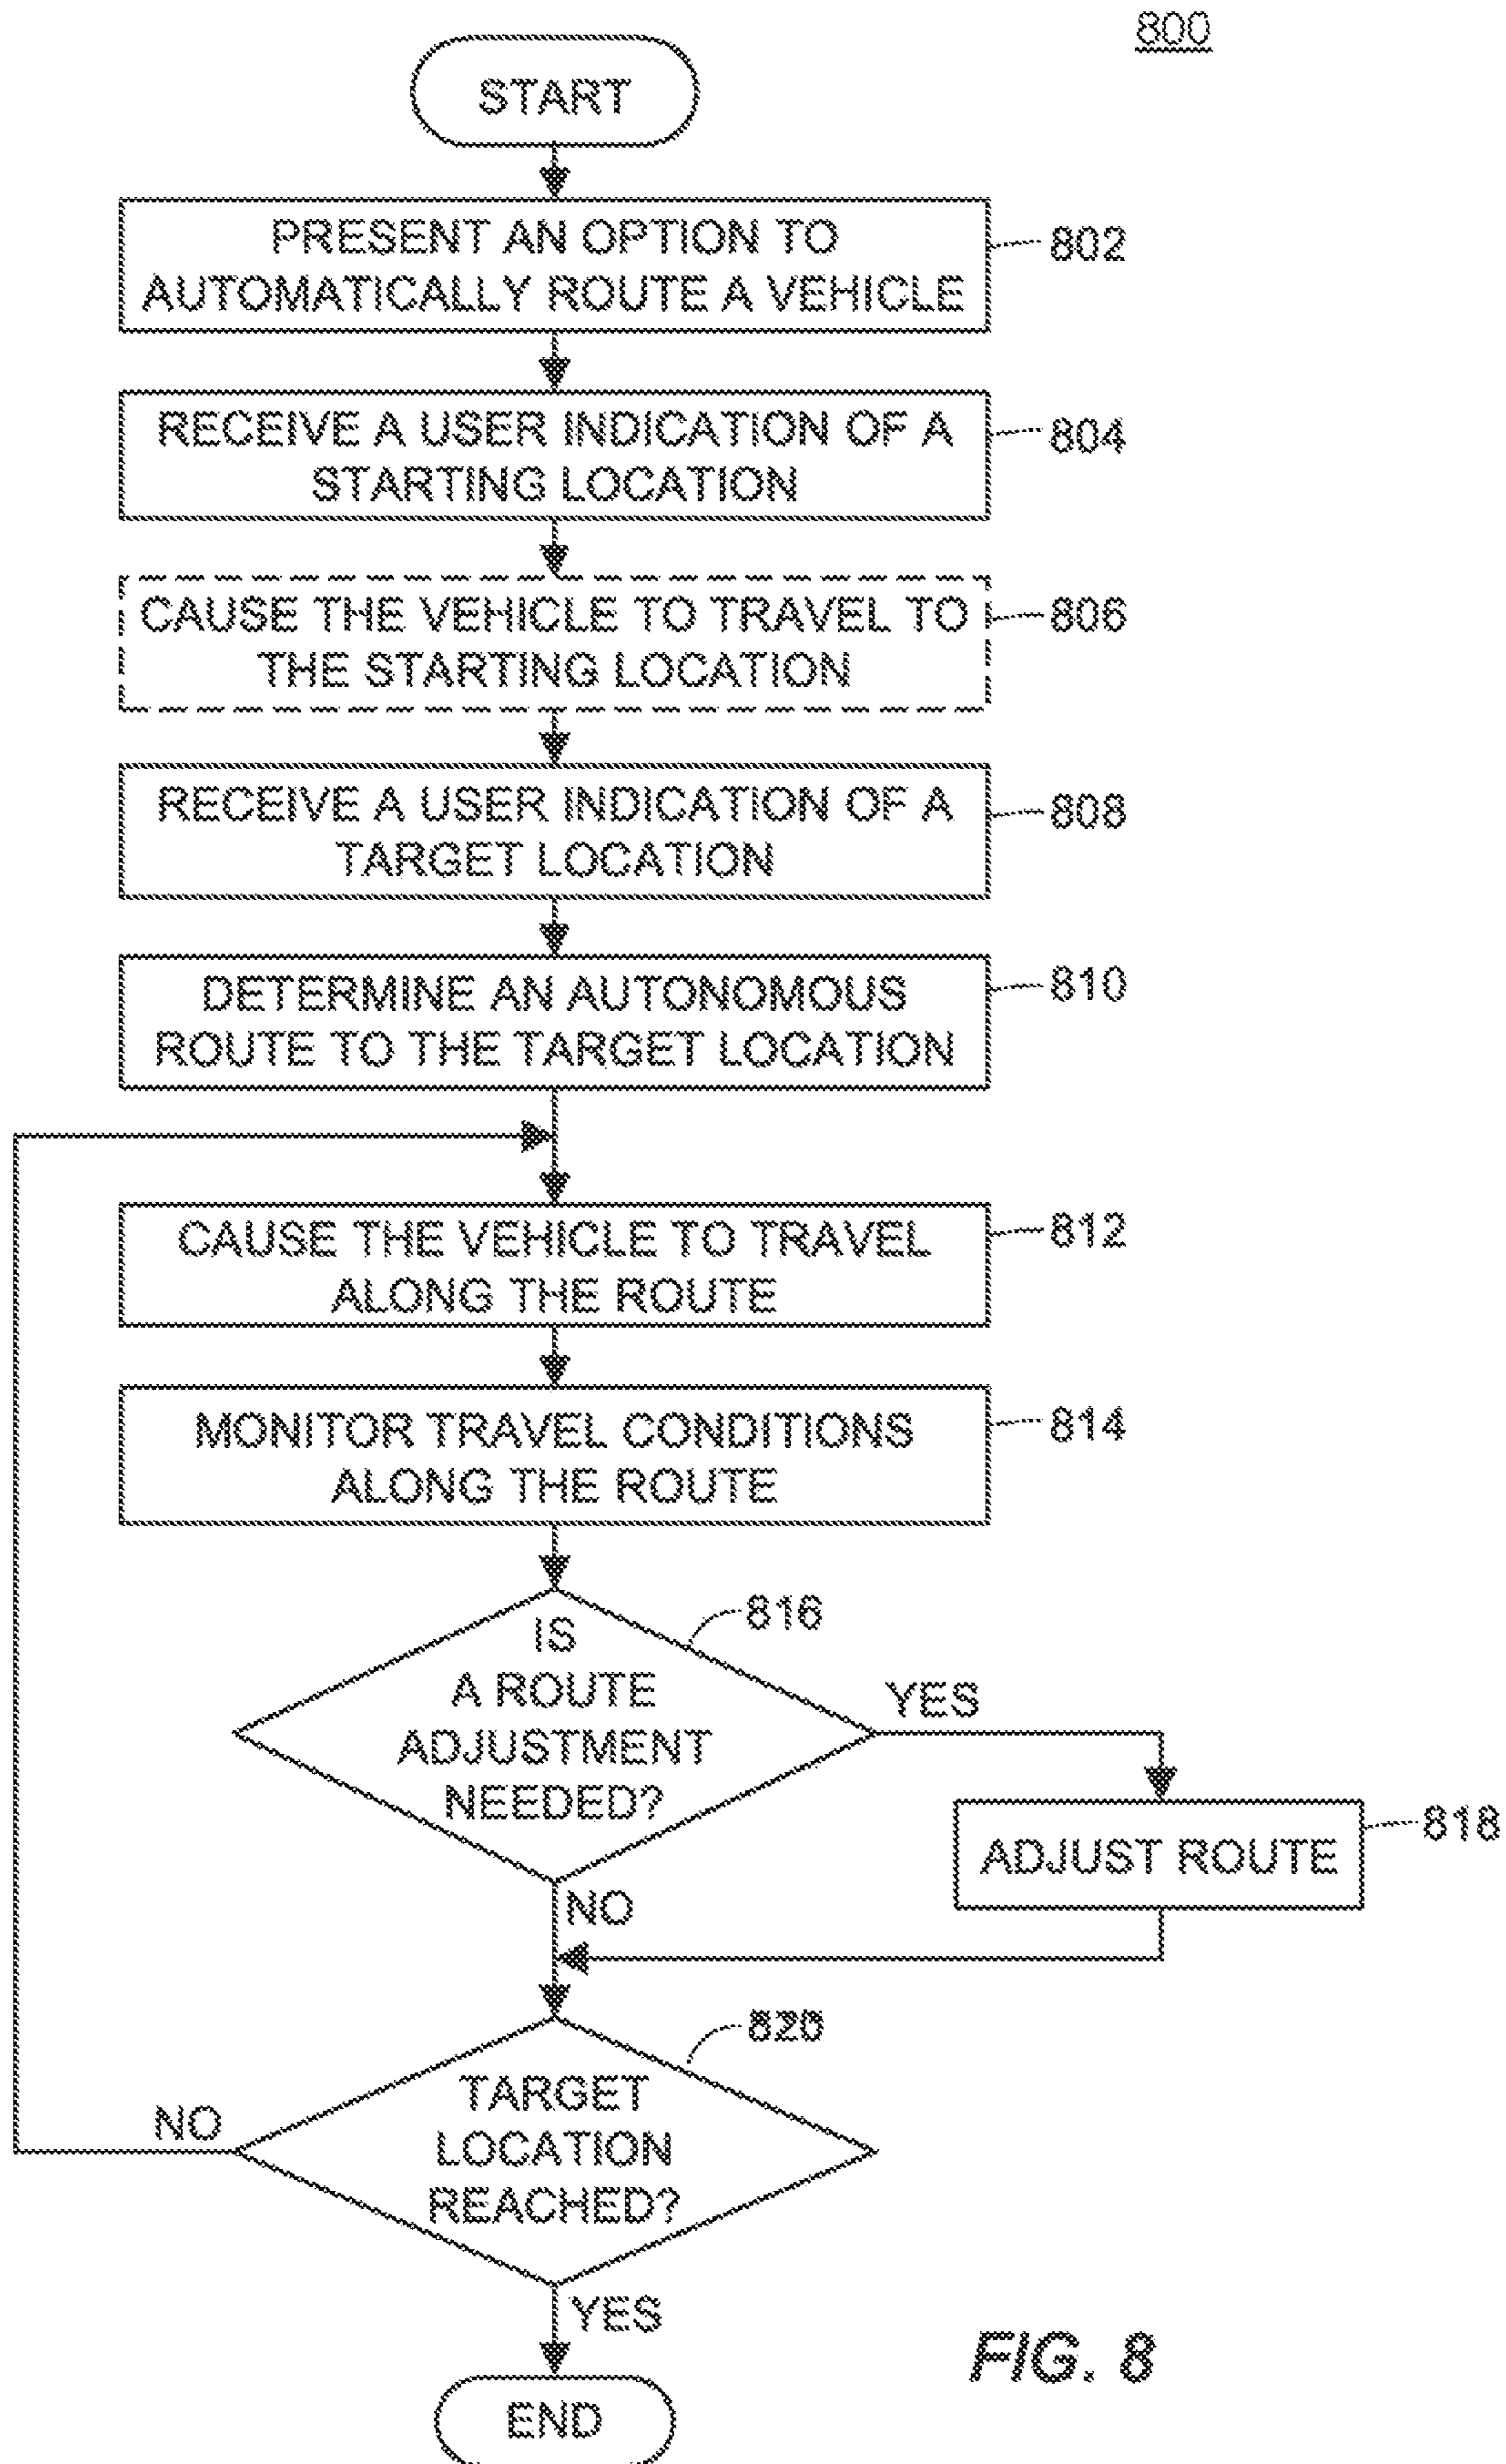 800
START
PRESENT AN OPTION TO
AUTOMATICALLY ROUTE A VEHICLE
802
RECEIVE A USER INDICATION OF A
STARTING LOCATION
804
CAUSE THE VEHICLE TO TRAVEL TO
THE STARTING LOCATION
806
RECEIVE A USER INDICATION OF A
TARGET LOCATION
808
DETERMINE AN AUTONOMOUS
ROUTE TO THE TARGET LOCATION
810
CAUSE THE VEHICLE TO TRAVEL
ALONG THE ROUTE
812
MONITOR TRAVEL CONDITIONS
ALONG THE ROUTE
814
IS
A ROUTE
ADJUSTMENT
NEEDED?
816
YES
ADJUST ROUTE
818
NO
TARGET
LOCATION
REACHED?
820
NO
YES
END
FIG. 8